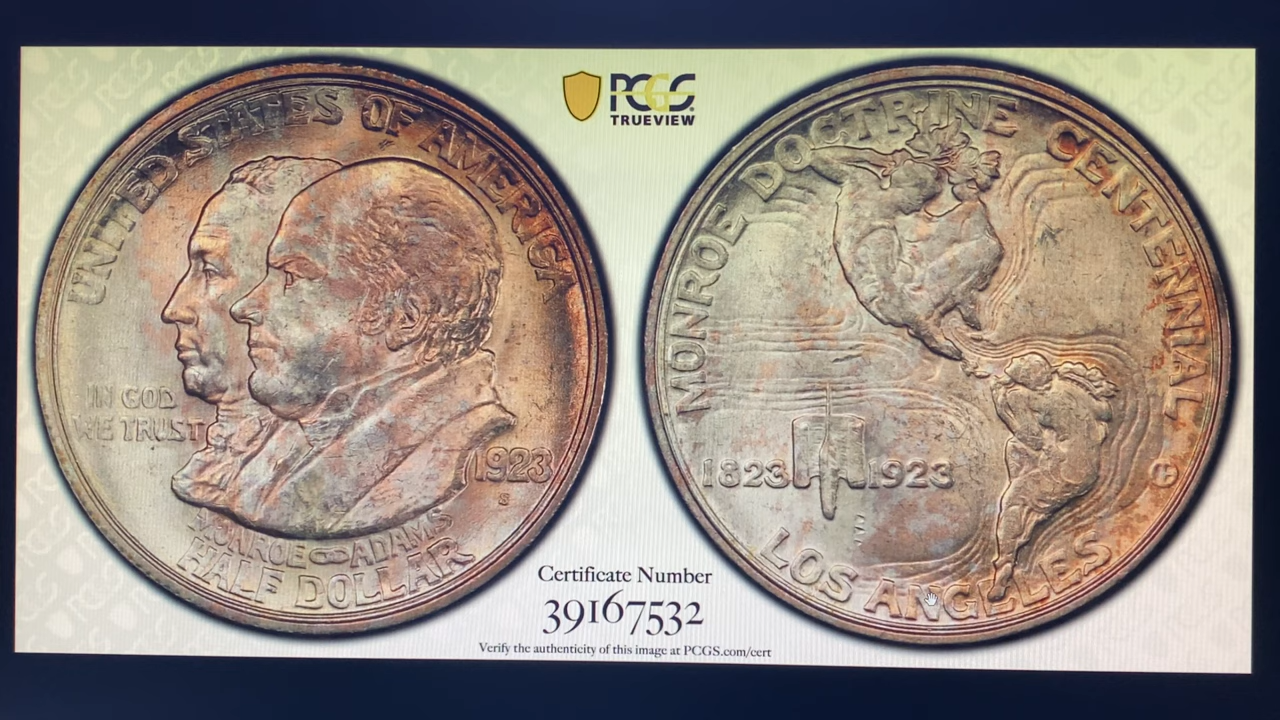 UNITED STATES OF AMERICA
IN GOD
WE TRUST
1923
S
MONROE ADAMS
HALF DOLLAR
PCGS
TRUEVIEW
Certificate Number
39167532
Verify the authenticity of this image at PCGS.com/cert
MONROE DOCTRINE CENTENNIAL
1823 1923
LOS ANGELES